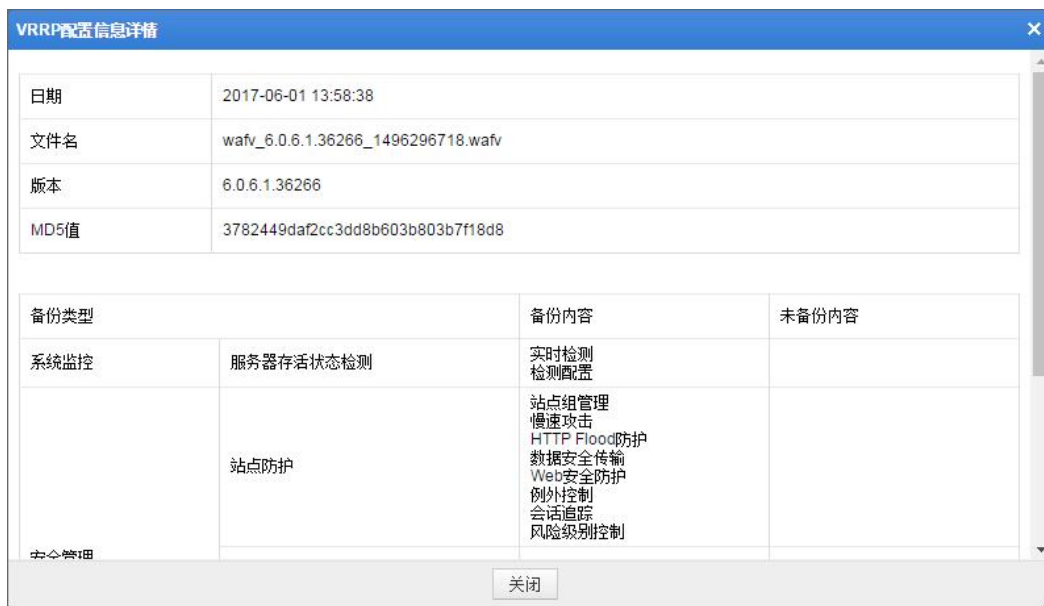 VRRP配置信息详情
日期 2017-06-01 13:58:38
文件名 wafv_6.0.6.1.36266_1496296718.wafv
版本 6.0.6.1.36266
MD5值 3782449daf2cc3dd8b603b803b7f18d8
备份类型 备份内容 未备份内容
系统监控 服务器存活状态检测 实时检测
检测配置
站点防护 站点组管理
慢速攻击
HTTP Flood防护
数据安全传输
Web安全防护
例外控制
会话追踪
风险级别控制
安全管理
关闭